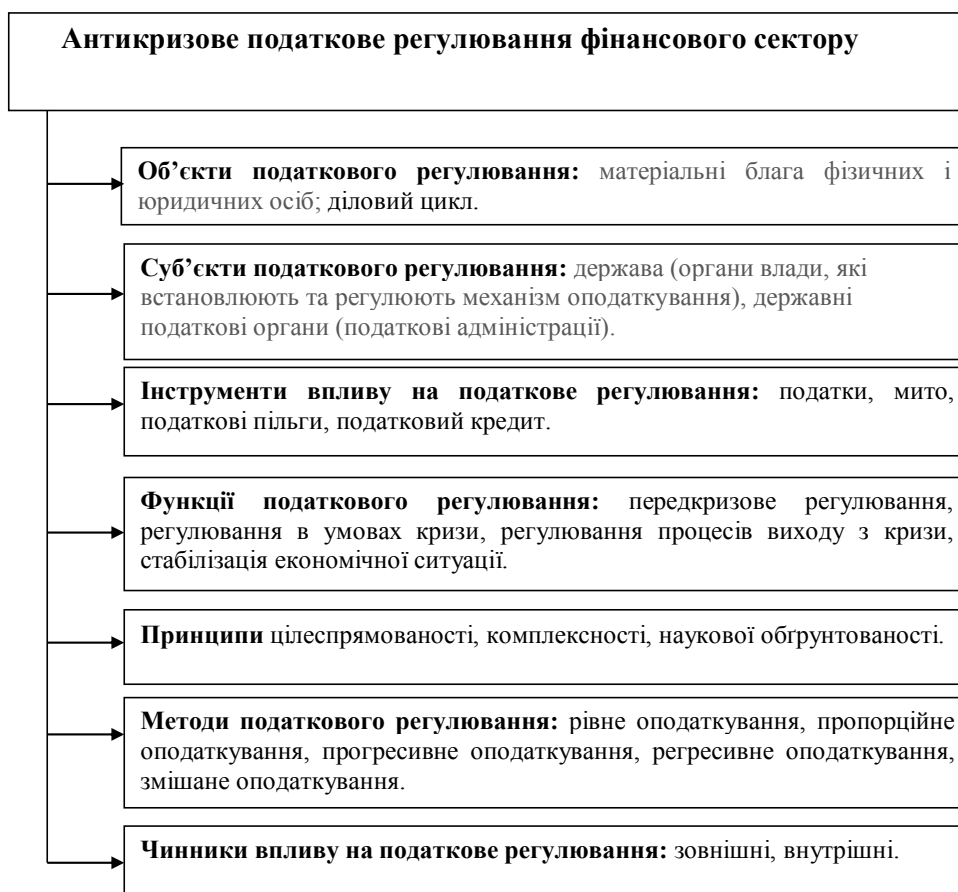 Антикризове податкове регулювання фінансового сектору
Об’єкти податкового регулювання: матеріальні блага фізичних і
юридичних осіб; діловий цикл.
Суб’єкти податкового регулювання: держава (органи влади, які
встановлюють та регулюють механізм оподаткування), державні
податкові органи (податкові адміністрації).
Інструменти впливу на податкове регулювання: податки, мито,
податкові пільги, податковий кредит.
Функції податкового регулювання: передкризове регулювання,
регулювання в умовах кризи, регулювання процесів виходу з кризи,
стабілізація економічної ситуації.
Принципи цілеспрямованості, комплексності, наукової обґрунтованості.
Методи податкового регулювання: рівне оподаткування, пропорційне
оподаткування, прогресивне оподаткування, регресивне оподаткування,
змішане оподаткування.
Чинники впливу на податкове регулювання: зовнішні, внутрішні.